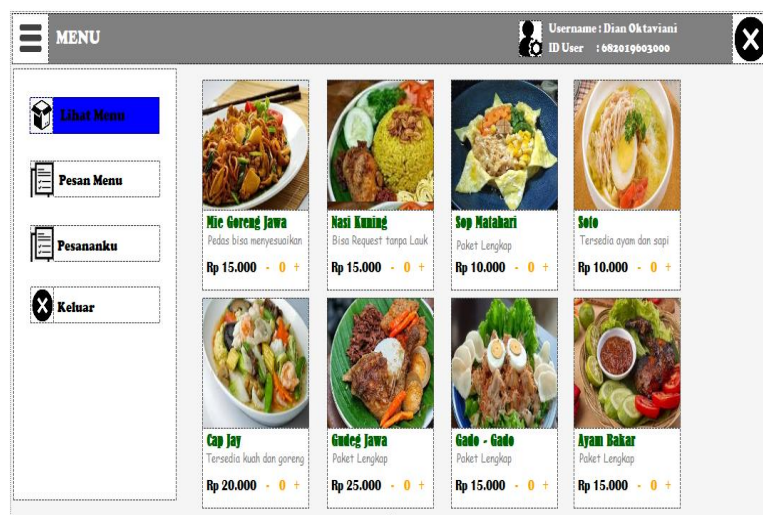 MENU
Username : Dian Oktaviani
ID User : 682019603000
Lihat Menu
Pesan Menu
Pesananku
Keluar
Mie Goreng Jawa
Pedas bisa menyesuaikan
Rp 15.000 - 0 +
Nasi Kuning
Bisa Request tanpa Lauk
Rp 15.000 - 0 +
Sop Matahari
Paket Lengkap
Rp 10.000 - 0 +
Soto
Tersedia ayam dan sapi
Rp 10.000 - 0 +
Cap Jay
Tersedia kuah dan goreng
Rp 20.000 - 0 +
Gudeg Jawa
Paket Lengkap
Rp 25.000 - 0 +
Gado - Gado
Paket Lengkap
Rp 15.000 - 0 +
Ayam Bakar
Paket Lengkap
Rp 15.000 - 0 +